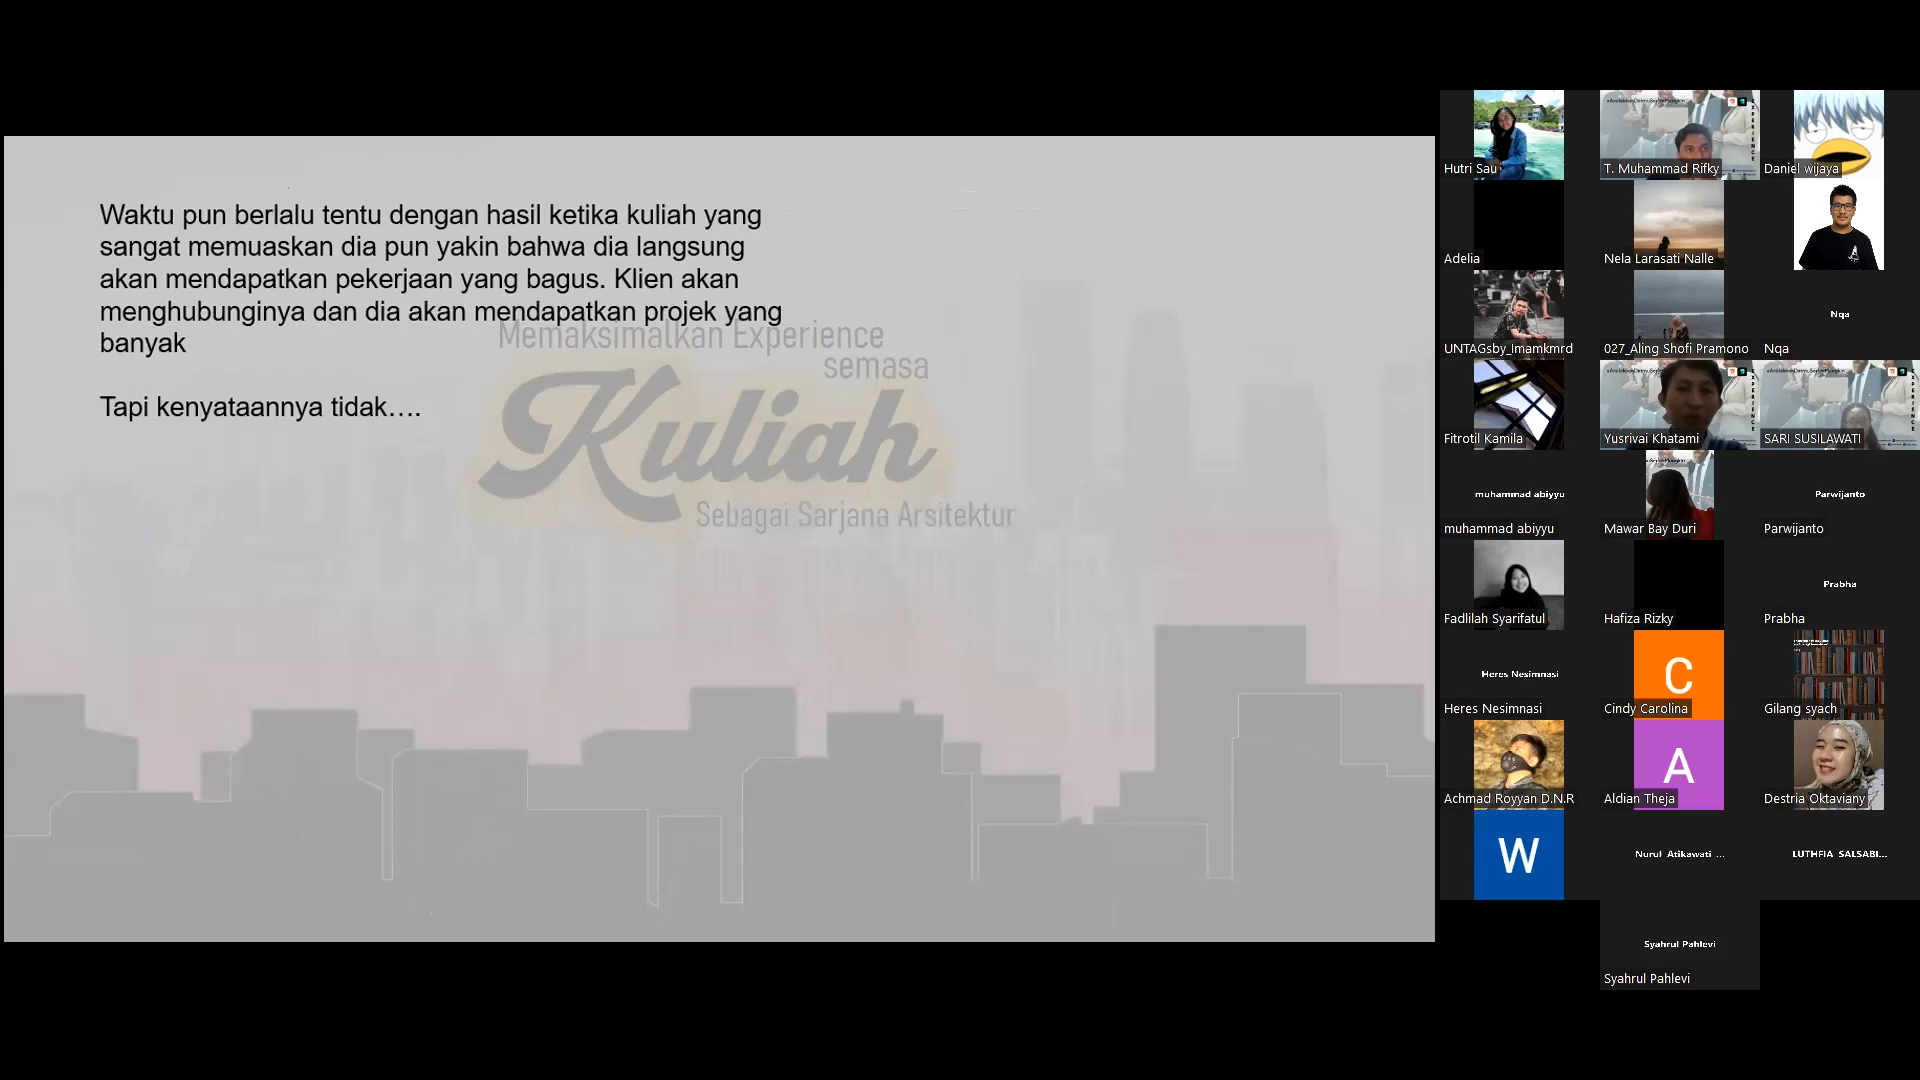 Waktu pun berlalu tentu dengan hasil ketika kuliah yang
sangat memuaskan dia pun yakin bahwa dia langsung
akan mendapatkan pekerjaan yang bagus. Klien akan
menghubunginya dan dia akan mendapatkan projek yang
banyak
Tapi kenyataannya tidak....
Memaksimalkan Experience
semasa
Kuliah
Sebagai Sarjana Arsitektur
Hutri Sau
T. Muhammad Rifky
EXPERIENCE
Daniel wijaya
Adelia
Nela Larasati Nalle
UNTAGsby_Imamkmrd
027_Aling Shofi Pramono
Nqa
Nqa
Fitrotil Kamila
Yusrivai Khatami
EXPERIENCE
SARI SUSILAWATI
EXPERIENCE
muhammad abiyyu
muhammad abiyyu
Mawar Bay Duri
Parwijanto
Parwijanto
Fadlilah Syarifatul
Hafiza Rizky
Prabha
Prabha
Heres Nesimnasi
Heres Nesimnasi
C
Cindy Carolina
Gilang syach
Achmad Royyan D.N.R
A
Aldian Theja
Destria Oktaviany
W
Nurul Atikawati ...
LUTHFIA SALSABI...
Syahrul Pahlevi
Syahrul Pahlevi